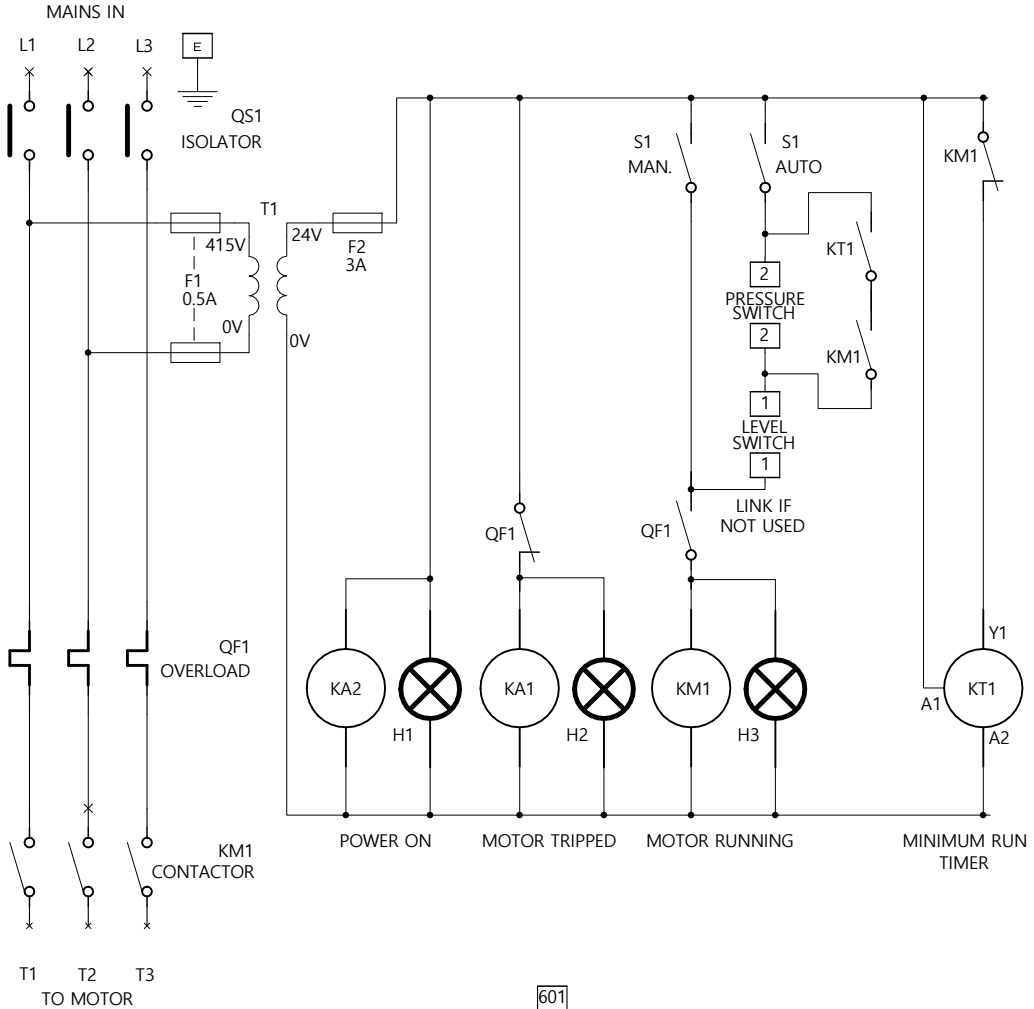 MAINS IN
L1
L2
L3
E
QS1
ISOLATOR
T1
415V
24V
F1
0.5A
0V
0V
F2
3A
S1
MAN.
S1
AUTO
KM1
KT1
2
PRESSURE
SWITCH
2
KM1
1
LEVEL
SWITCH
1
LINK IF
NOT USED
QF1
QF1
QF1
OVERLOAD
KA2
H1
KA1
H2
KM1
H3
Y1
A1
KT1
A2
POWER ON
MOTOR TRIPPED
MOTOR RUNNING
MINIMUM RUN
TIMER
KM1
CONTACTOR
T1
T2
T3
TO MOTOR
601